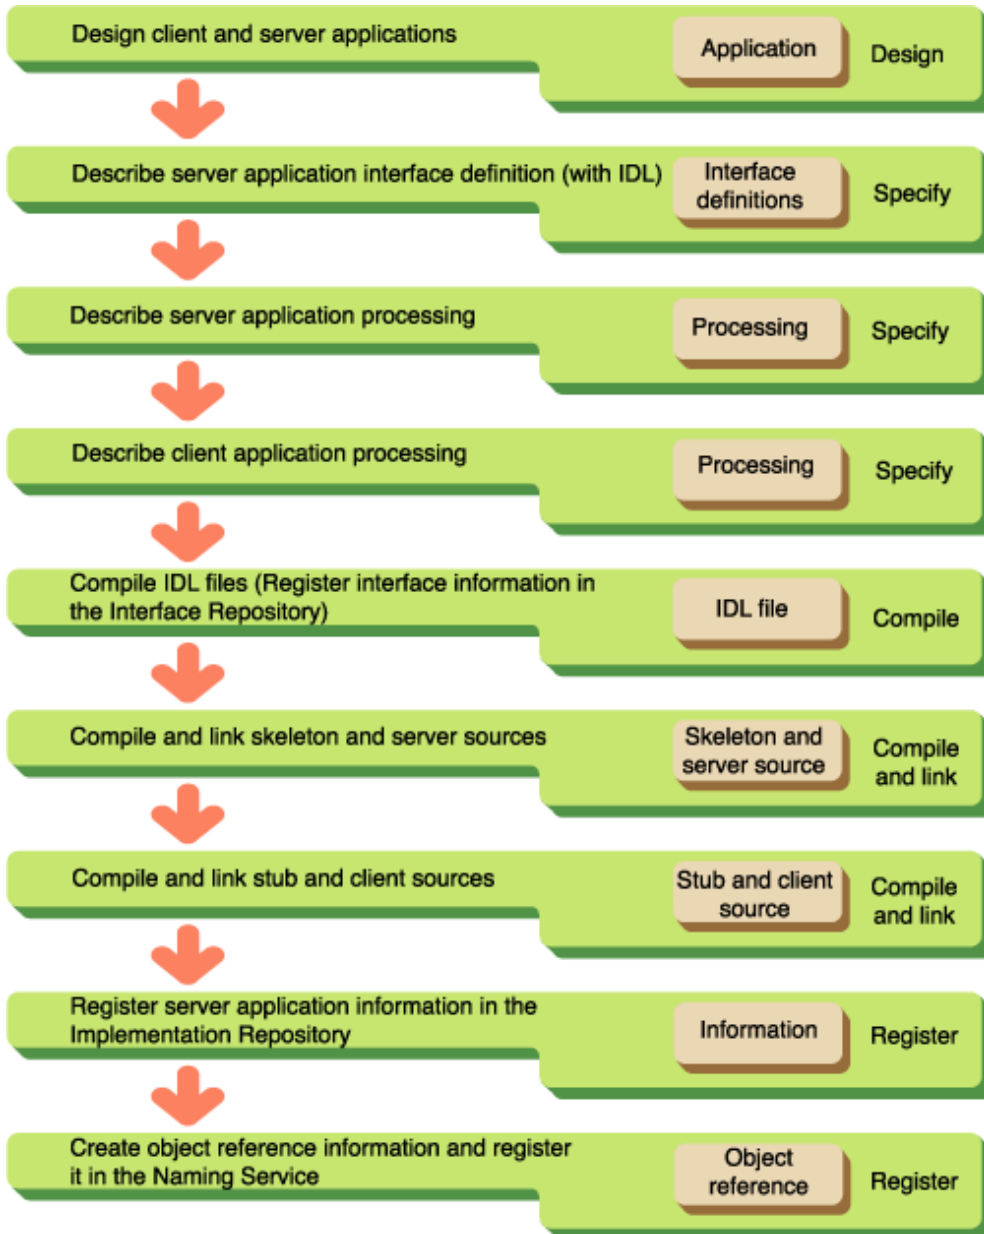 Design client and server applications
Application
Design
Describe server application interface definition (with IDL)
Interface
definitions
Specify
Describe server application processing
Processing
Specify
Describe client application processing
Processing
Specify
Compile IDL files (Register interface information in
the Interface Repository)
IDL file
Compile
Compile and link skeleton and server sources
Skeleton and
server source
Compile
and link
Compile and link stub and client sources
Stub and client
source
Compile
and link
Register server application information in the
Implementation Repository
Information
Register
Create object reference information and register
it in the Naming Service
Object
reference
Register